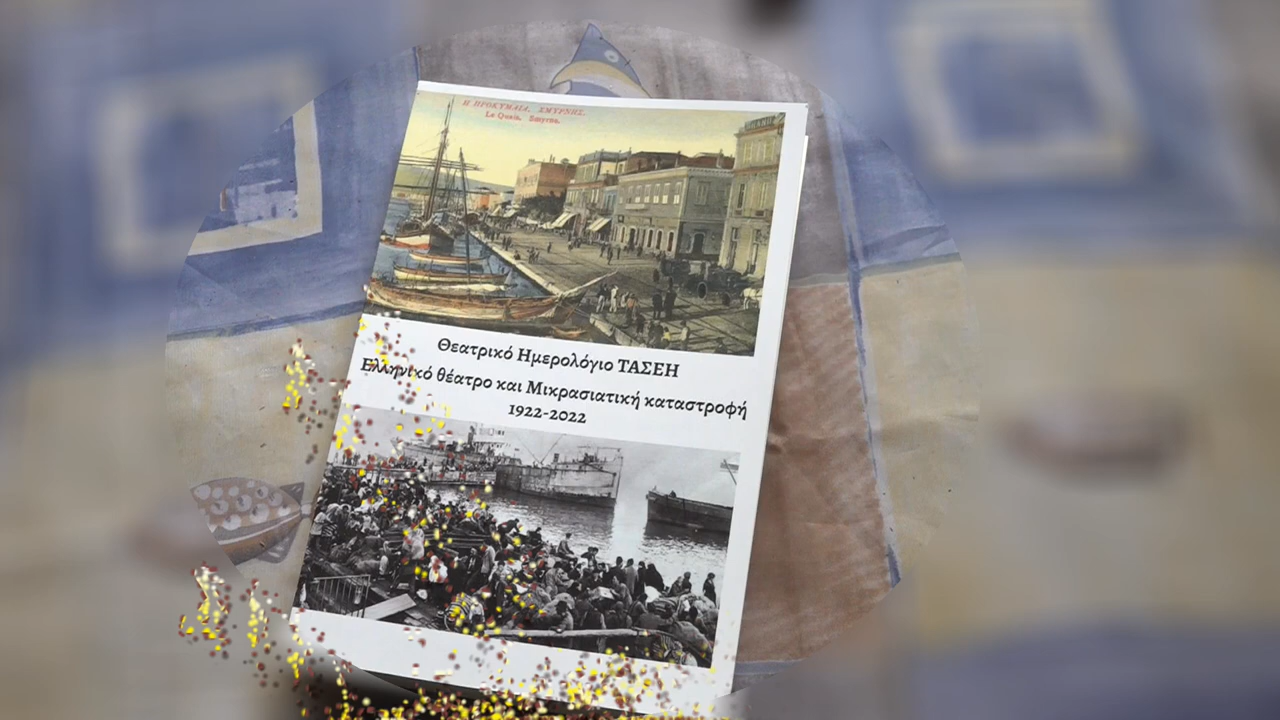 Η ΠΡΟΚΥΜΑΙΑ. ΣΜΥΡΝΗΣ.
Le Quais. Smyrne.
Θεατρικό Ημερολόγιο ΤΑΣΕΗ
Ελληνικό θέατρο και Μικρασιατική καταστροφή
1922-2022